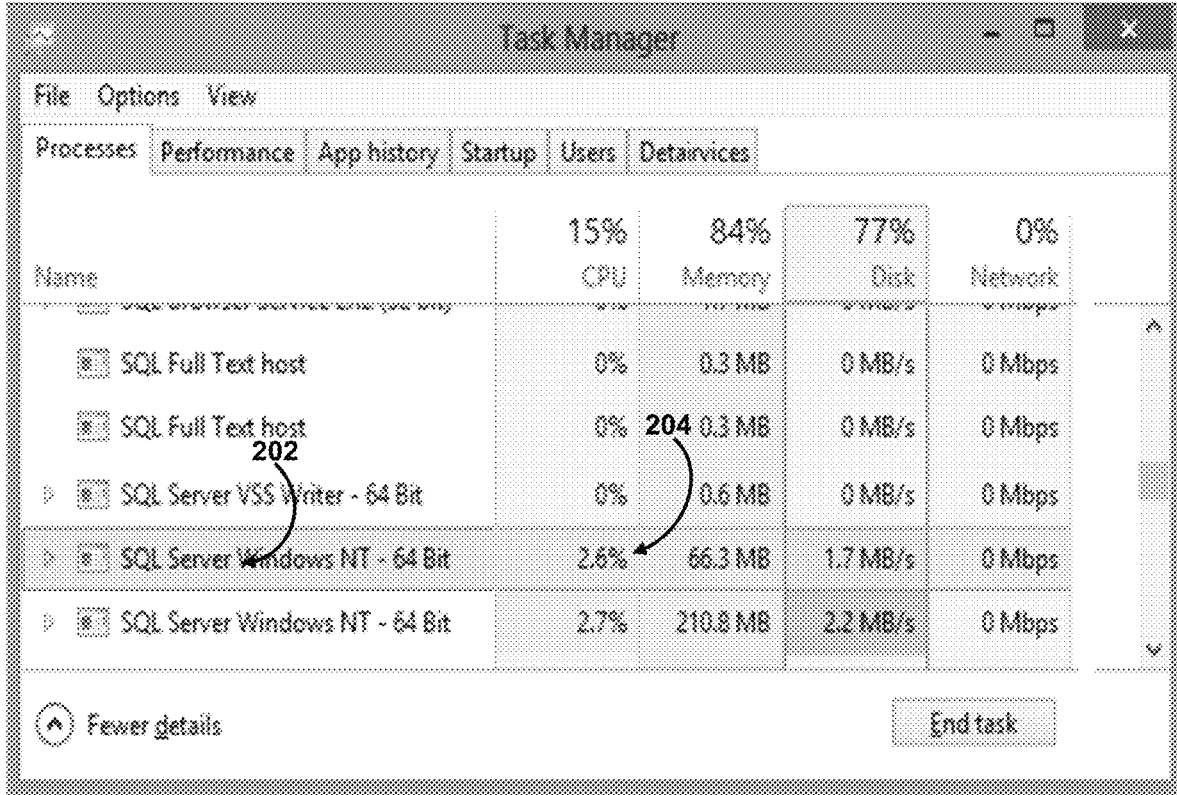 Task Manager
File Options View
Processes Performance App history Startup Users Detairvices
15% 84% 77% 0%
Name CPU Memory Disk Network
SQL Full Text host 0% 0.3 MB 0 MB/s 0 Mbps
SQL Full Text host 0% 204 0.3 MB 0 MB/s 0 Mbps
202
SQL Server VSS Writer - 64 Bit 0% 0.6 MB 0 MB/s 0 Mbps
SQL Server Windows NT - 64 Bit 2.6% 66.3 MB 1.7 MB/s 0 Mbps
SQL Server Windows NT - 64 Bit 2.7% 210.8 MB 2.2 MB/s 0 Mbps
Fewer details End task